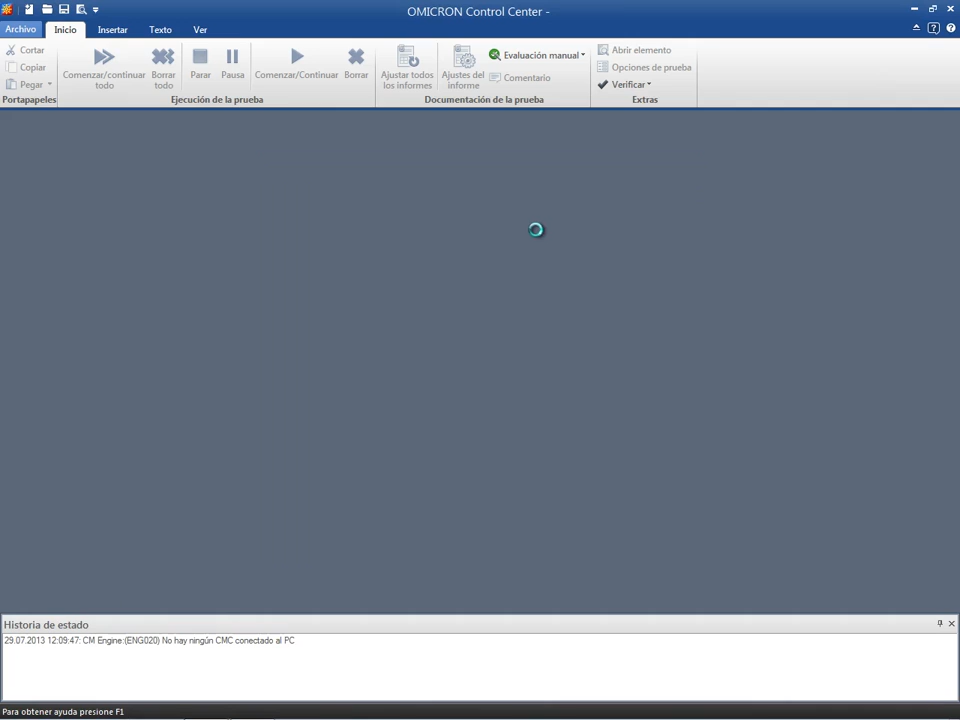 OMICRON Control Center -
Archivo Inicio Insertar Texto Ver
Cortar
Copiar
Pegar
Portapapeles
Comenzar/continuar todo
Borrar todo
Parar
Pausa
Comenzar/Continuar
Borrar
Ejecución de la prueba
Ajustar todos los informes
Ajustes del informe
Evaluación manual
Comentario
Documentación de la prueba
Abrir elemento
Opciones de prueba
Verificar
Extras
Historia de estado
29.07.2013 12:09:47: CM Engine:(ENG020) No hay ningún CMC conectado al PC
Para obtener ayuda presione F1